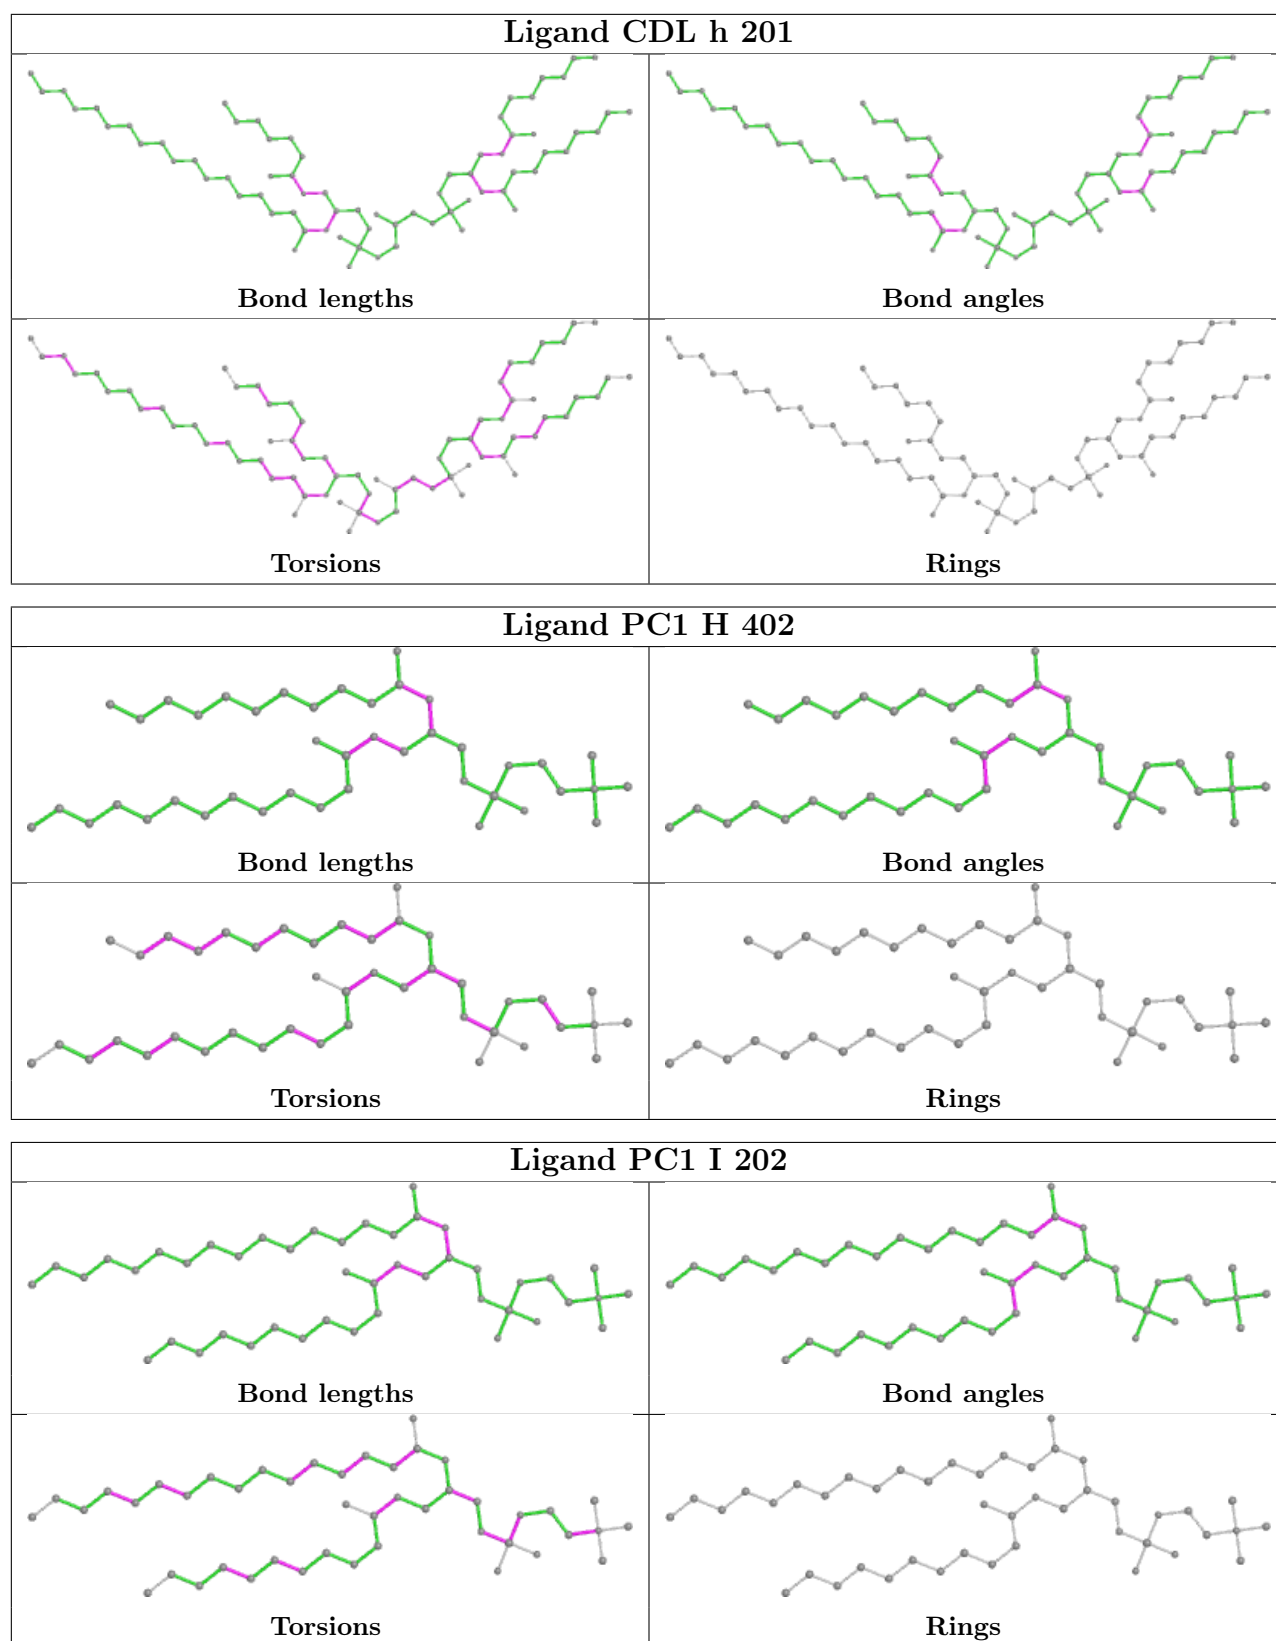 Ligand CDL h 201
Bond lengths
Bond angles
Torsions
Rings
Ligand PC1 H 402
Bond lengths
Bond angles
Torsions
Rings
Ligand PC1 I 202
Bond lengths
Bond angles
Torsions
Rings